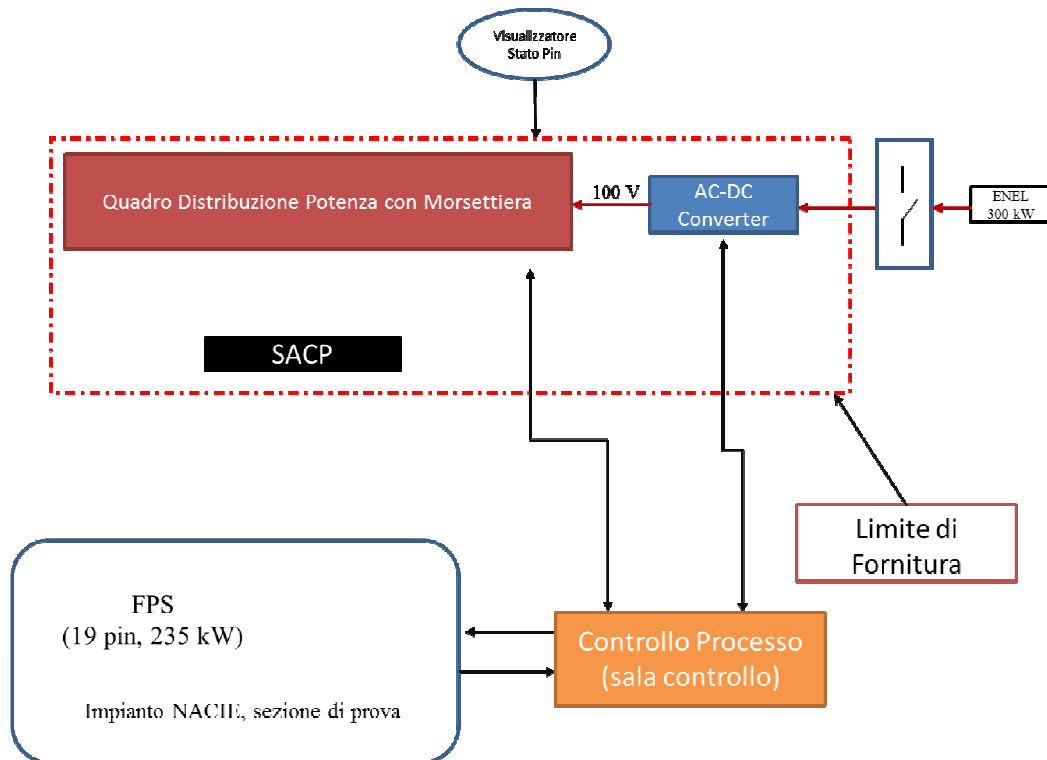 Visualizzatore
Stato Pin
Quadro Distribuzione Potenza con Morsettiera
100 V
AC-DC
Converter
ENEL
300 kW
SACP
Limite di
Fornitura
FPS
(19 pin, 235 kW)
Impianto NACIE, sezione di prova
Controllo Processo
(sala controllo)